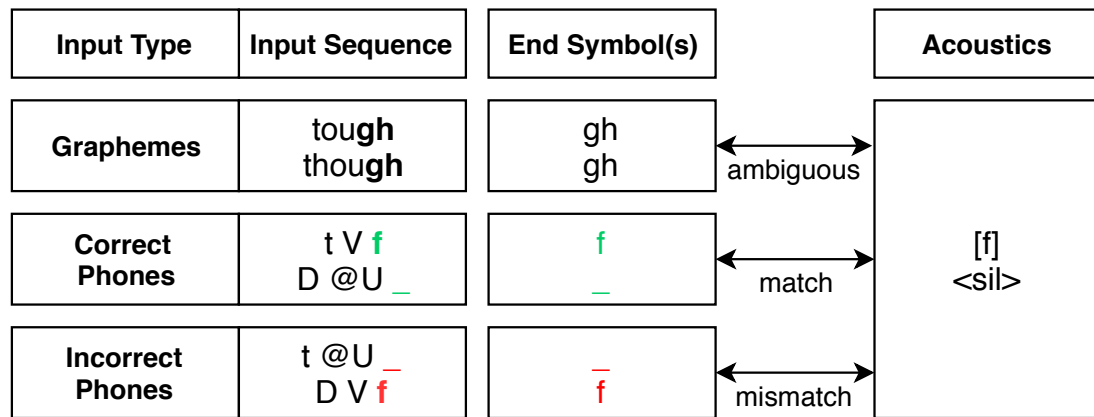 Input Type Input Sequence End Symbol(s) Acoustics
Graphemes
tough
though
gh
gh
ambiguous
Correct
Phones
t V f
D @U _
f
_
match
[f]
<sil>
Incorrect
Phones
t @U _
D V f
_
f
mismatch